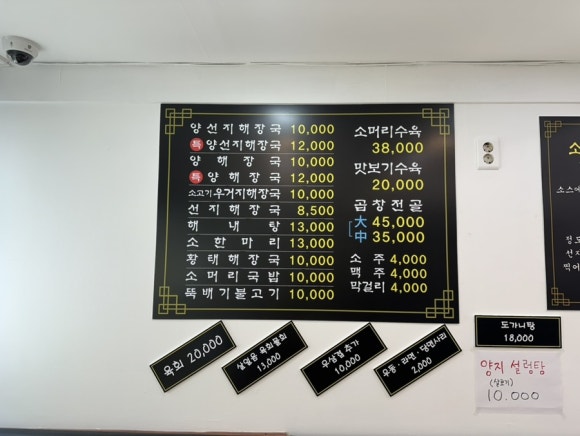 양선지해장국 10,000
특 양선지해장국 12,000
양해장국 10,000
특 양해장국 12,000
소고기우거지해장국 10,000
선지해장국 8,500
해내탕 13,000
소한마리 13,000
황태해장국 10,000
소머리국밥 10,000
뚝배기불고기 10,000
소머리수육
38,000
맛보기수육
20,000
곱창전골
大 45,000
中 35,000
소주 4,000
맥주 4,000
막걸리 4,000
육회 20,000
살얼음 육회물회
13,000
우삼겹 추가
10,000
우동·라면·당면사리
2,000
도가니탕
18,000
양지 설렁탕
10.000
소